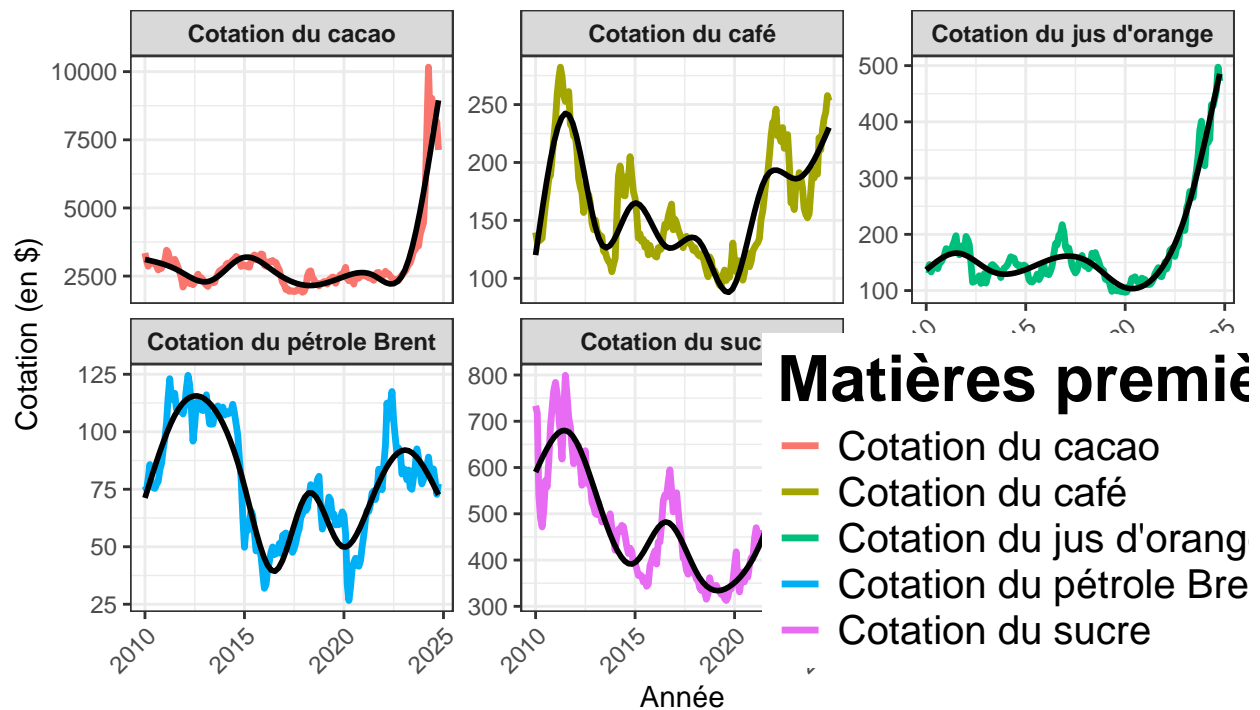 Cotation du cacao
Cotation du café
Cotation du jus d'orange
10000
7500
5000
2500
250
200
150
100
500
400
300
200
100
Cotation (en $)
Cotation du pétrole Brent
Cotation du suc
125
100
75
50
25
800
700
600
500
400
300
2010
2015
2020
2025
2010
2015
2020
Année
Matières premiè
Cotation du cacao
Cotation du café
Cotation du jus d'orang
Cotation du pétrole Bre
Cotation du sucre